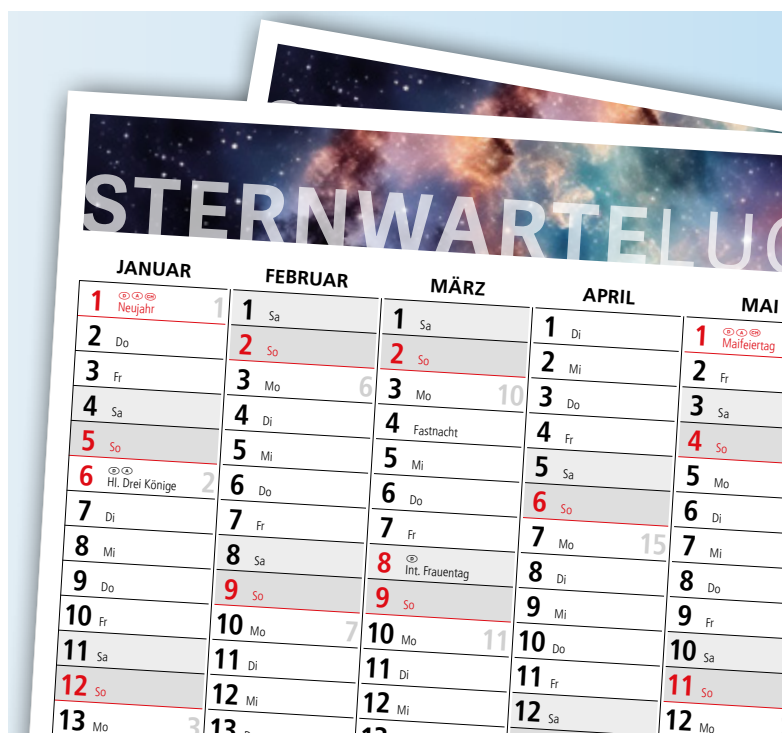 STERNWARTELU
JANUAR FEBRUAR MÄRZ APRIL MAI
1 D A CH Neujahr 1
2 Do
3 Fr
4 Sa
5 So
6 D A Hl. Drei Könige 2
7 Di
8 Mi
9 Do
10 Fr
11 Sa
12 So
13 Mo 3
1 Sa
2 So
3 Mo 6
4 Di
5 Mi
6 Do
7 Fr
8 Sa
9 So
10 Mo 7
11 Di
12 Mi
13
1 Sa
2 So
3 Mo 10
4 Fastnacht
5 Mi
6 Do
7 Fr
8 D Int. Frauentag
9 So
10 Mo 11
11 Di
12 Mi
1 Di
2 Mi
3 Do
4 Fr
5 Sa
6 So
7 Mo 15
8 Di
9 Mi
10 Do
11 Fr
12 Sa
1 D A CH Maifeiertag
2 Fr
3 Sa
4 So
5 Mo
6 Di
7 Mi
8 Do
9 Fr
10 Sa
11 So
12 Mo